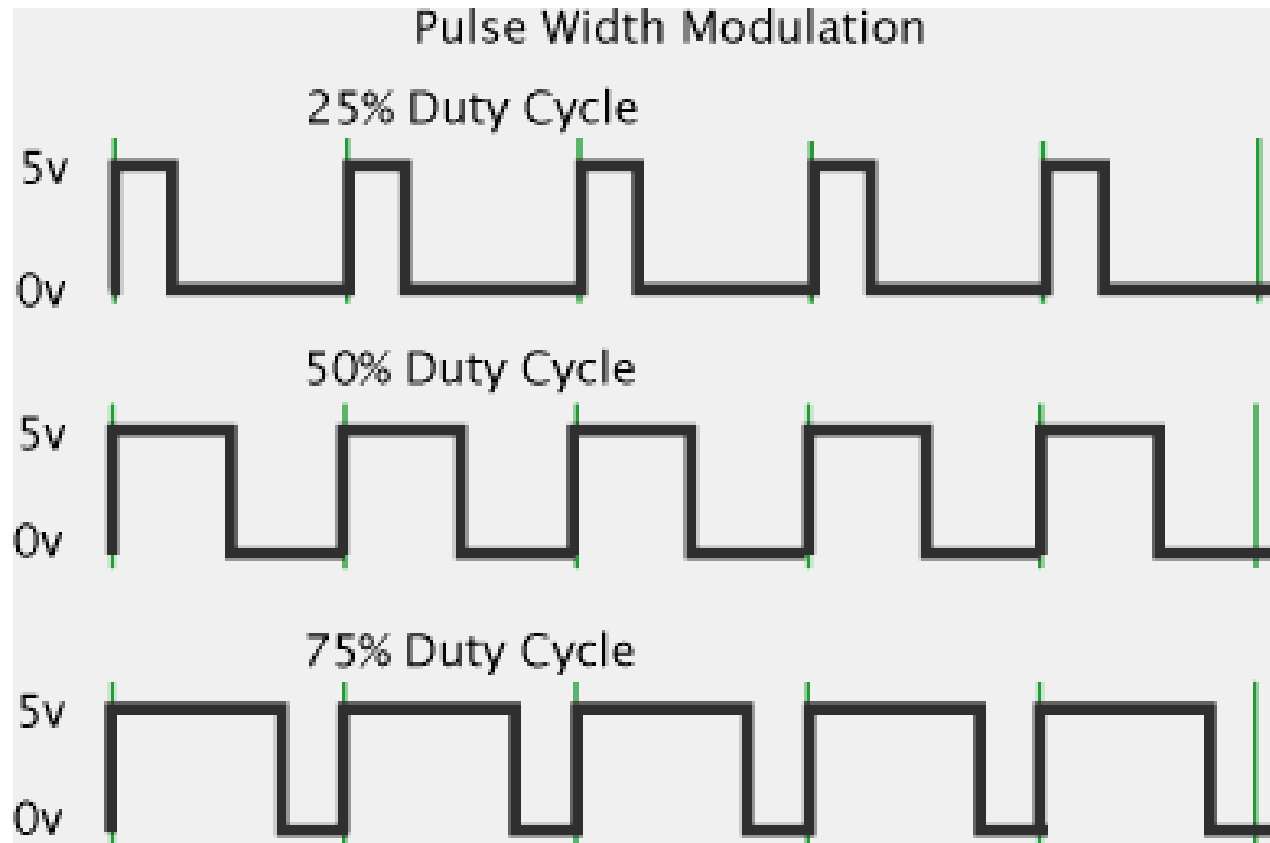 Pulse Width Modulation
25% Duty Cycle
5v
0v
50% Duty Cycle
5v
0v
75% Duty Cycle
5v
0v